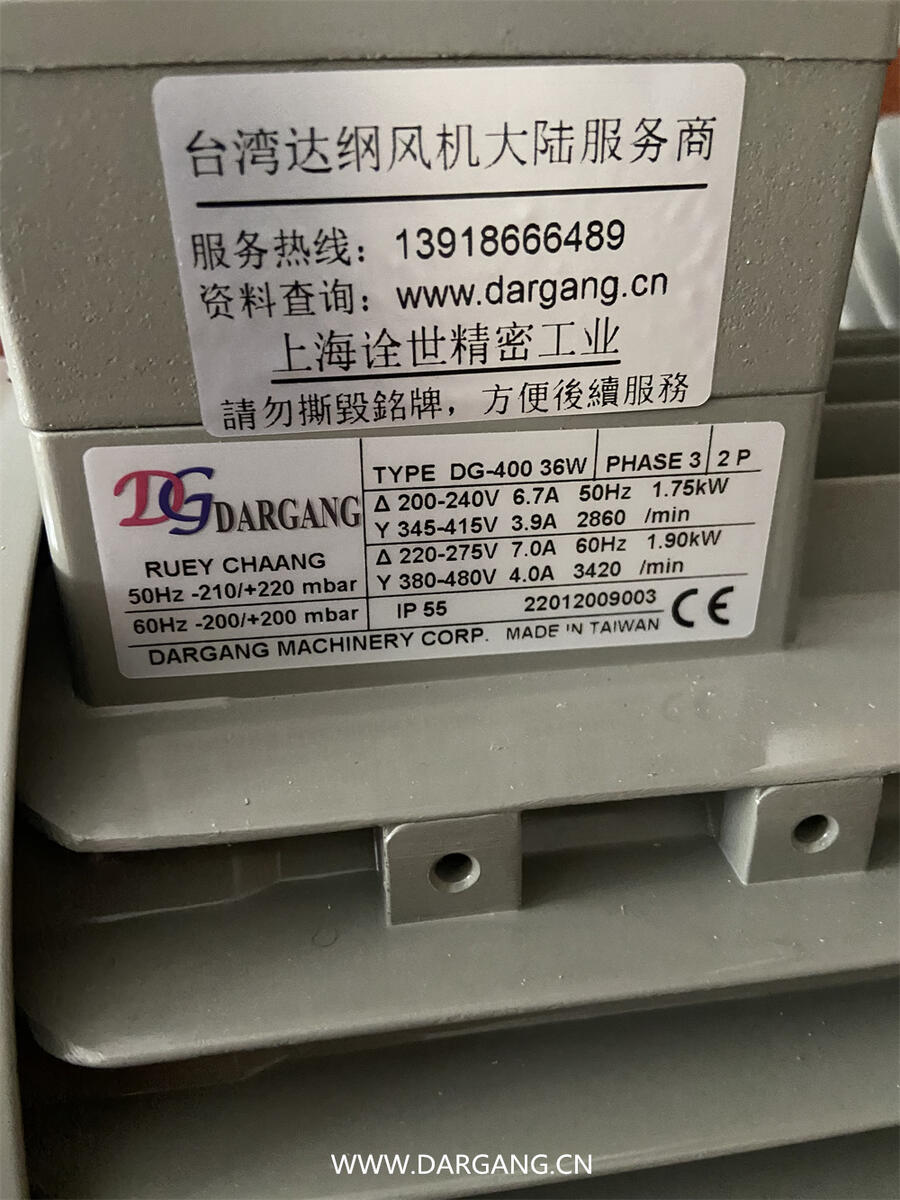 台湾达纲风机大陆服务商
服务热线：13918666489
资料查询：www.dargang.cn
上海诠世精密工业
請勿撕毀銘牌，方便後續服務
DG DARGANG
RUEY CHAANG
50Hz -210/+220 mbar
60Hz -200/+200 mbar
TYPE DG-400 36W PHASE 3 2 P
Δ 200-240V 6.7A 50Hz 1.75kW
Y 345-415V 3.9A 2860 /min
Δ 220-275V 7.0A 60Hz 1.90kW
Y 380-480V 4.0A 3420 /min
IP 55 22012009003 CE
DARGANG MACHINERY CORP. MADE IN TAIWAN
WWW.DARGANG.CN